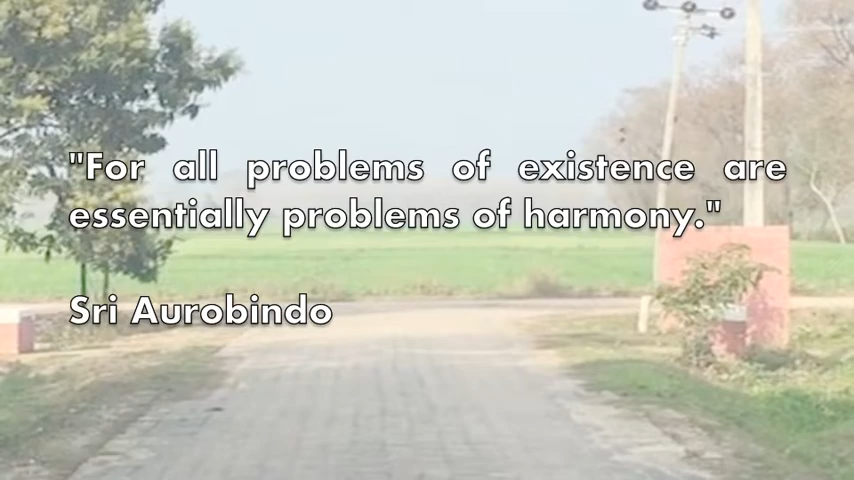 "For all problems of existence are
essentially problems of harmony."
Sri Aurobindo